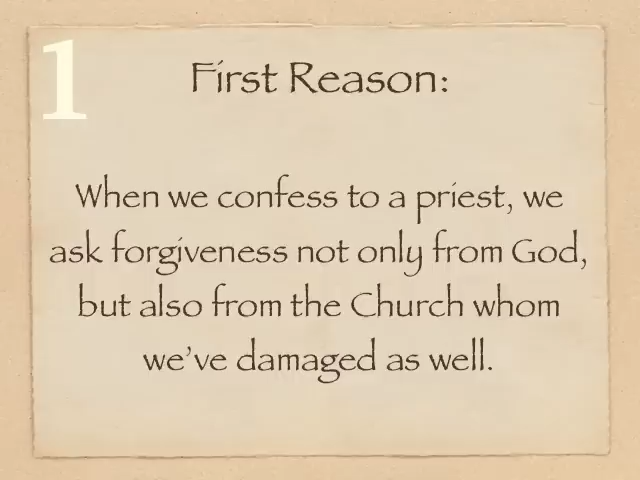 1
First Reason:
When we confess to a priest, we
ask forgiveness not only from God,
but also from the Church whom
we've damaged as well.